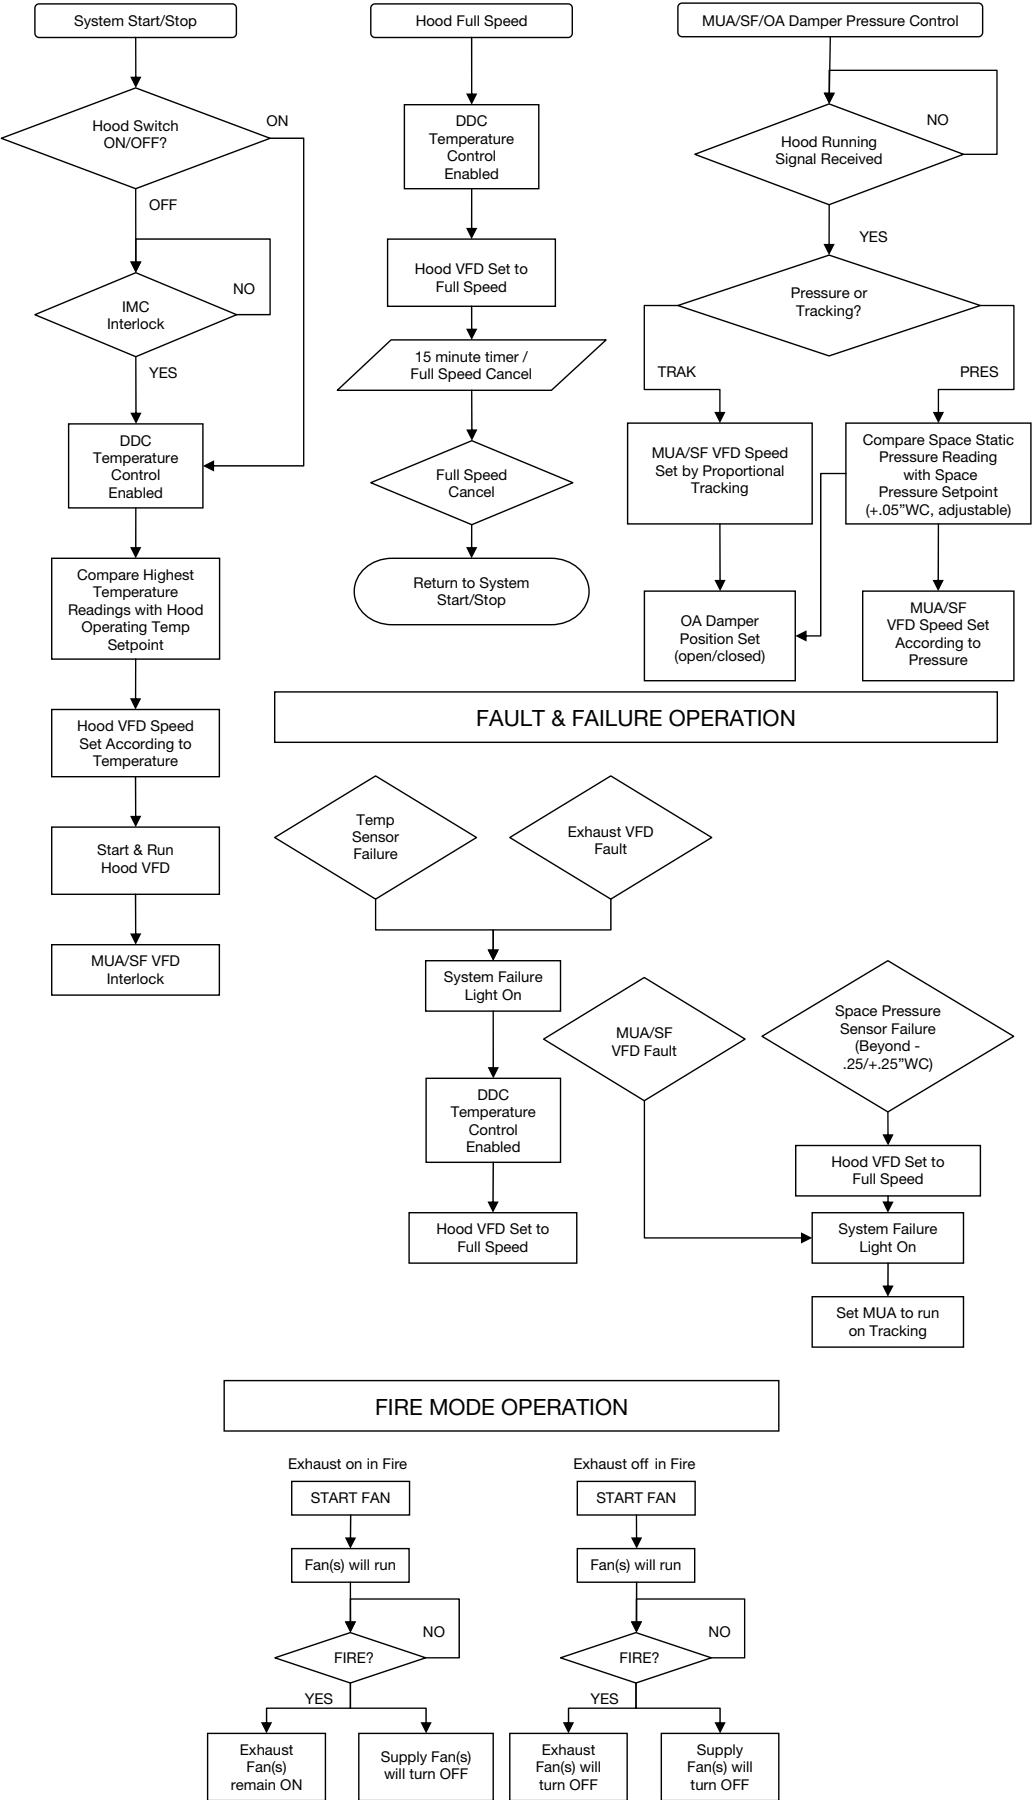 System Start/Stop
Hood Switch
ON/OFF?
ON
OFF
NO
IMC
Interlock
YES
DDC
Temperature
Control
Enabled
Compare Highest
Temperature
Readings with Hood
Operating Temp
Setpoint
Hood VFD Speed
Set According to
Temperature
Start & Run
Hood VFD
MUA/SF VFD
Interlock
Hood Full Speed
DDC
Temperature
Control
Enabled
Hood VFD Set to
Full Speed
15 minute timer /
Full Speed Cancel
Full Speed
Cancel
Return to System
Start/Stop
MUA/SF/OA Damper Pressure Control
NO
Hood Running
Signal Received
YES
Pressure or
Tracking?
TRAK
PRES
MUA/SF VFD Speed
Set by Proportional
Tracking
Compare Space Static
Pressure Reading
with Space
Pressure Setpoint
(+.05”WC, adjustable)
OA Damper
Position Set
(open/closed)
MUA/SF
VFD Speed Set
According to
Pressure
FAULT & FAILURE OPERATION
Temp
Sensor
Failure
Exhaust VFD
Fault
System Failure
Light On
DDC
Temperature
Control
Enabled
Hood VFD Set to
Full Speed
MUA/SF
VFD Fault
Space Pressure
Sensor Failure
(Beyond -
.25/+.25”WC)
Hood VFD Set to
Full Speed
System Failure
Light On
Set MUA to run
on Tracking
FIRE MODE OPERATION
Exhaust on in Fire
START FAN
Fan(s) will run
NO
FIRE?
YES
Exhaust
Fan(s)
remain ON
Supply Fan(s)
will turn OFF
Exhaust off in Fire
START FAN
Fan(s) will run
NO
FIRE?
YES
Exhaust
Fan(s) will
turn OFF
Supply
Fan(s) will
turn OFF